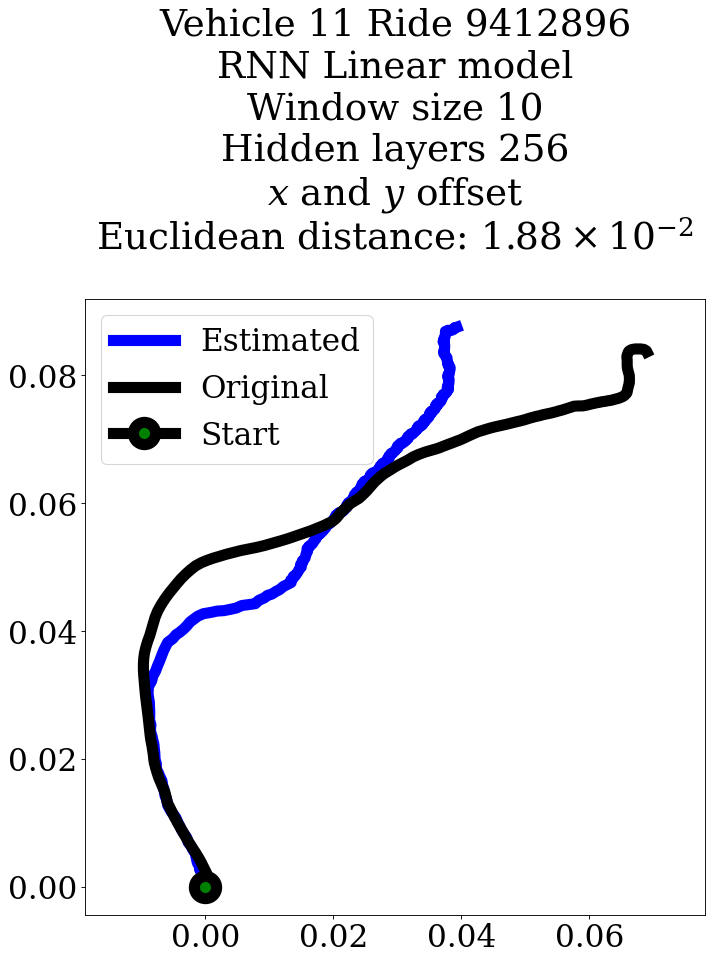 Vehicle 11 Ride 9412896
RNN Linear model
Window size 10
Hidden layers 256
x and y offset
Euclidean distance: 1.88 × 10⁻²
Estimated
Original
Start
0.08
0.06
0.04
0.02
0.00
0.00 0.02 0.04 0.06